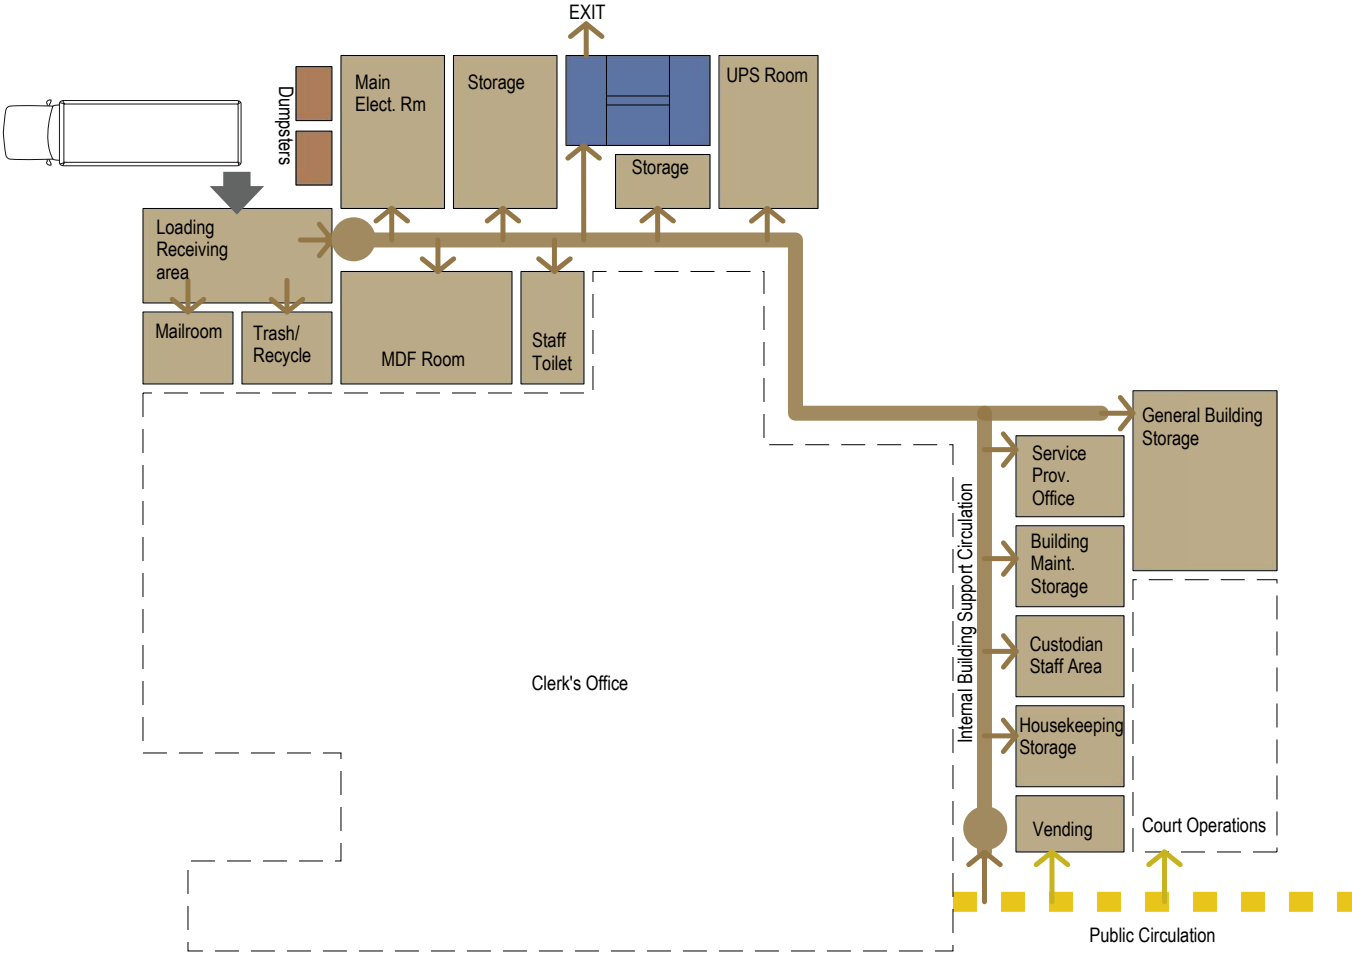 EXIT
Main
Elect. Rm
Storage
UPS Room
Dumpsters
Storage
Loading
Receiving
area
Mailroom
Trash/
Recycle
MDF Room
Staff
Toilet
General Building
Storage
Service
Prov.
Office
Building
Maint.
Storage
Internal Building Support Circulation
Custodian
Staff Area
Clerk's Office
Housekeeping
Storage
Vending
Court Operations
Public Circulation